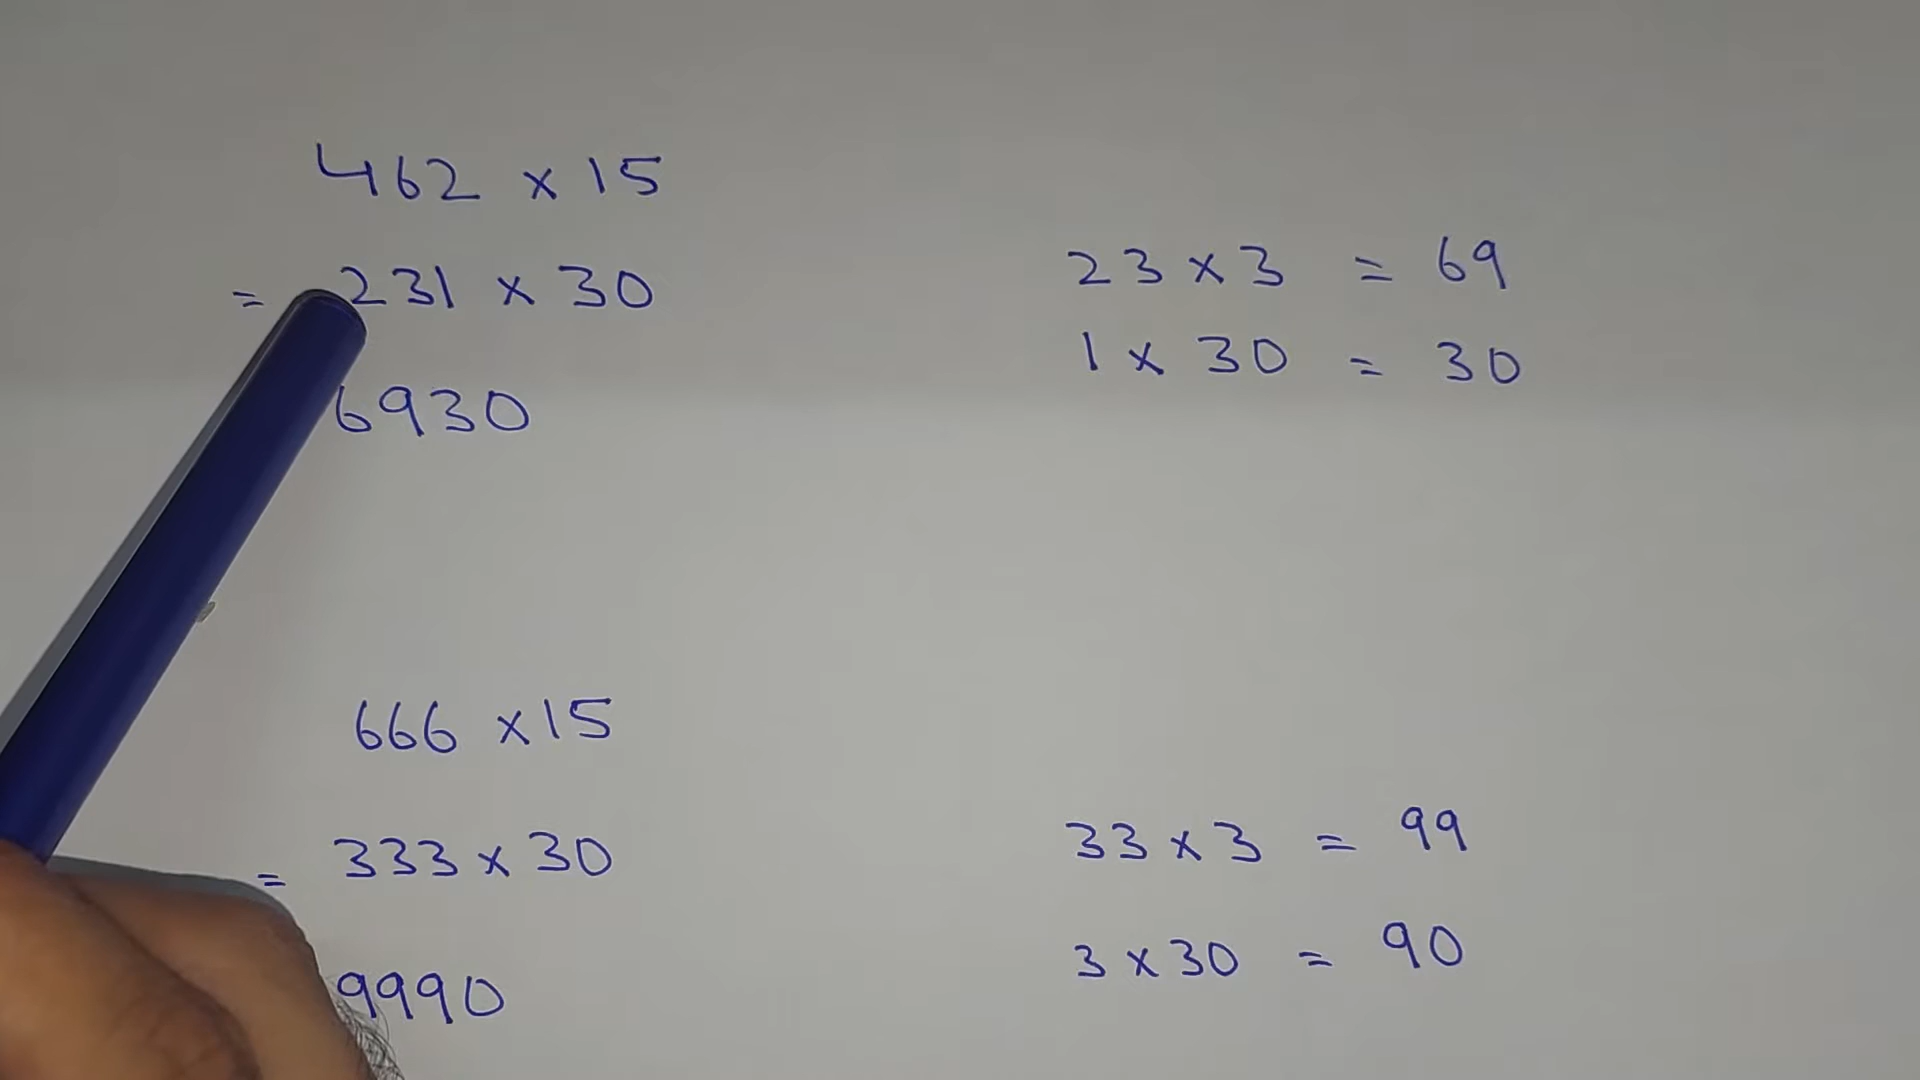 462 × 15
= 231 × 30
6930
23 × 3 = 69
1 × 30 = 30
666 × 15
= 333 × 30
9990
33 × 3 = 99
3 × 30 = 90